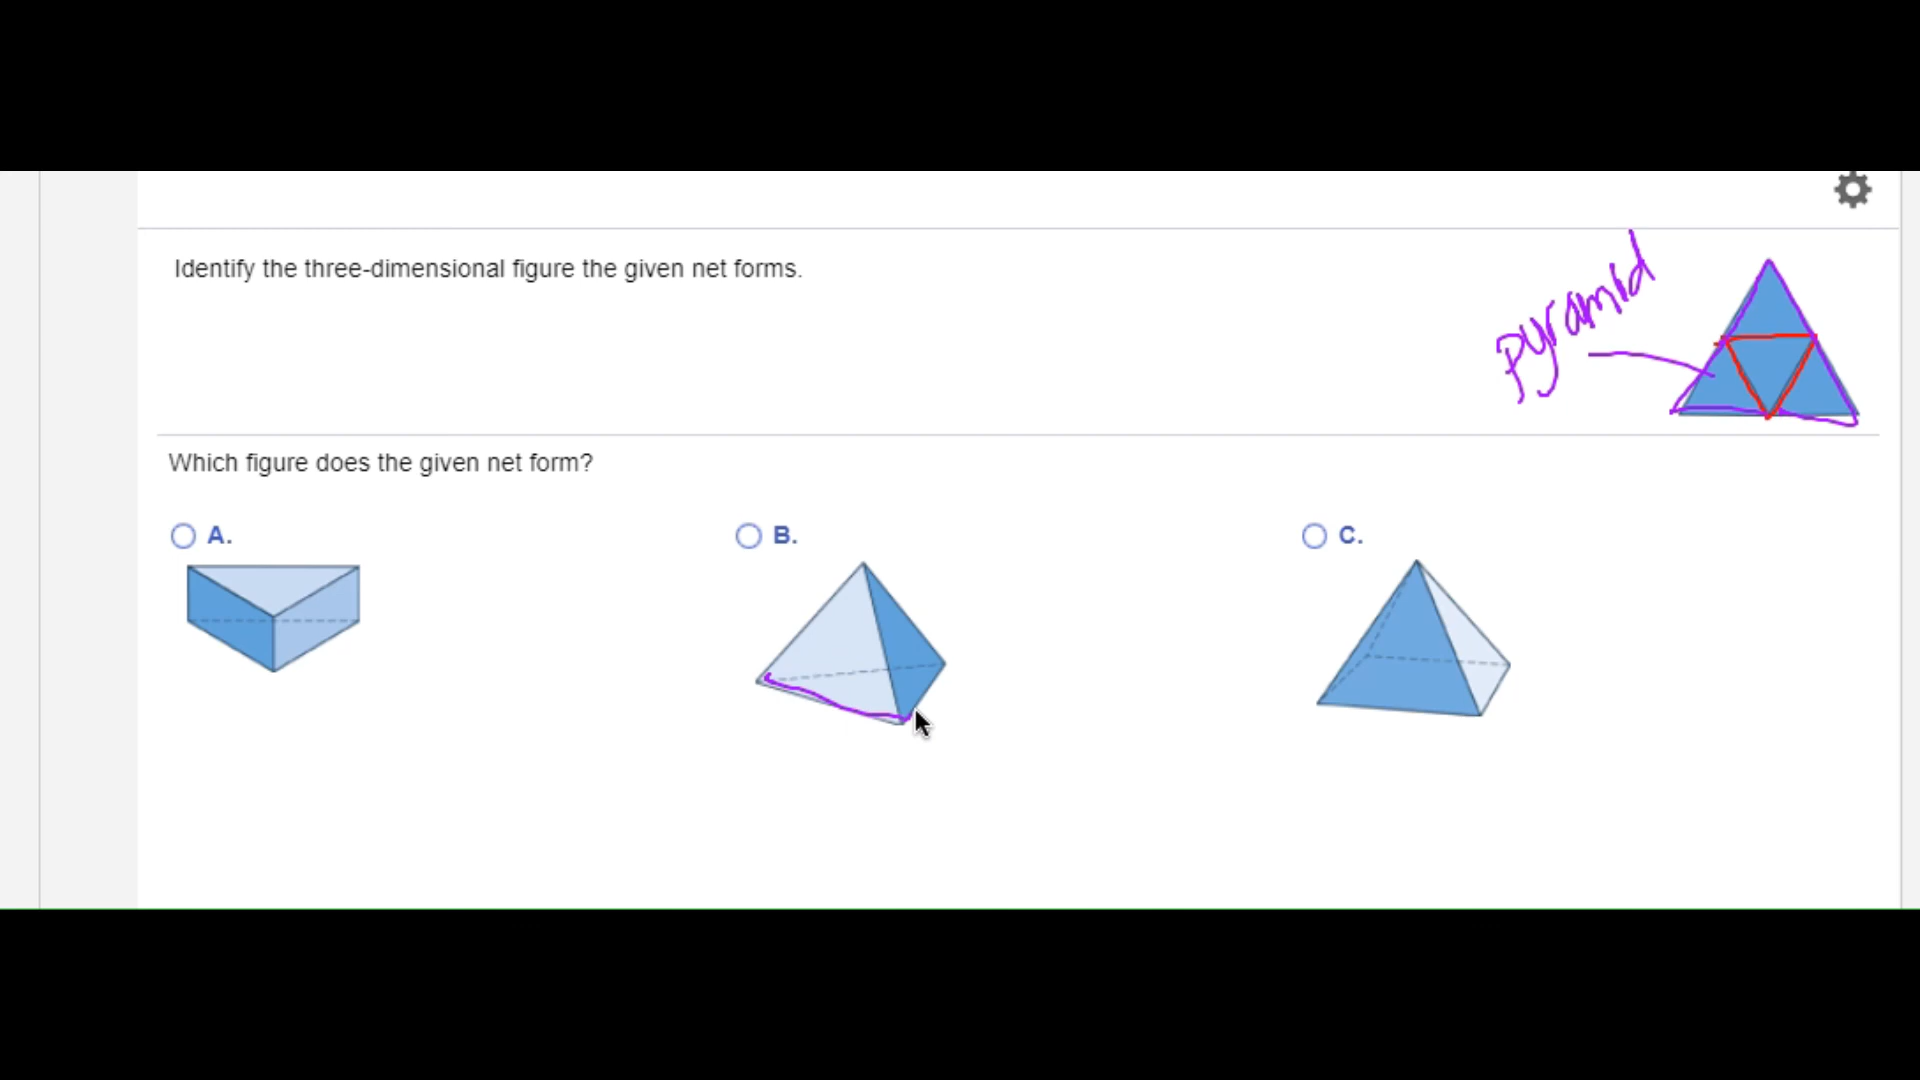 Identify the three-dimensional figure the given net forms.
pyramid
Which figure does the given net form?
A.
B.
C.